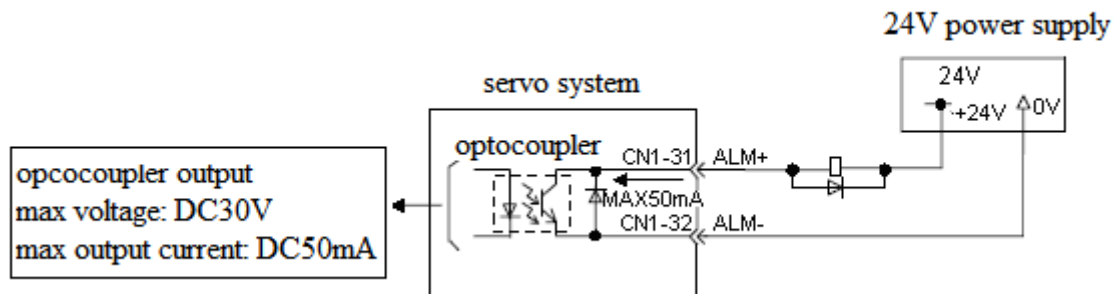 24V power supply
24V
+24V
0V
servo system
optocoupler
CN1-31
ALM+
MAX50mA
CN1-32
ALM-
opcocoupler output
max voltage: DC30V
max output current: DC50mA